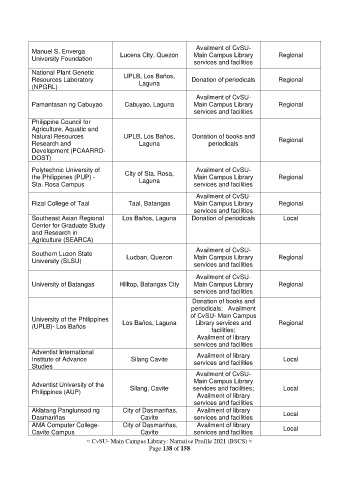 Manuel S. Enverga
University Foundation
Lucena City, Quezon
Availment of CvSU-
Main Campus Library
services and facilities
Regional
National Plant Genetic
Resources Laboratory
(NPGRL)
UPLB, Los Baños,
Laguna
Donation of periodicals
Regional
Pamantasan ng Cabuyao
Cabuyao, Laguna
Availment of CvSU-
Main Campus Library
services and facilities
Regional
Philippine Council for
Agriculture, Aquatic and
Natural Resources
Research and
Development (PCAARRD-
DOST)
UPLB, Los Baños,
Laguna
Donation of books and
periodicals
Regional
Polytechnic University of
the Philippines (PUP) -
Sta. Rosa Campus
City of Sta. Rosa,
Laguna
Availment of CvSU-
Main Campus Library
services and facilities
Regional
Rizal College of Taal
Taal, Batangas
Availment of CvSU-
Main Campus Library
services and facilities
Regional
Southeast Asian Regional
Center for Graduate Study
and Research in
Agriculture (SEARCA)
Los Baños, Laguna
Donation of periodicals
Local
Southern Luzon State
University (SLSU)
Lucban, Quezon
Availment of CvSU-
Main Campus Library
services and facilities
Regional
University of Batangas
Hilltop, Batangas City
Availment of CvSU-
Main Campus Library
services and facilities
Regional
University of the Philippines
(UPLB)- Los Baños
Los Baños, Laguna
Donation of books and
periodicals; Availment
of CvSU- Main Campus
Library services and
facilities;
Availment of library
services and facilities
Regional
Adventist International
Institute of Advance
Studies
Silang Cavite
Availment of library
services and facilities
Local
Adventist University of the
Philippines (AUP)
Silang, Cavite
Availment of CvSU-
Main Campus Library
services and facilities;
Availment of library
services and facilities
Local
Aklatang Panglunsod ng
Dasmariñas
City of Dasmariñas,
Cavite
Availment of library
services and facilities
Local
AMA Computer College-
Cavite Campus
City of Dasmariñas,
Cavite
Availment of library
services and facilities
Local
≈ CvSU- Main Campus Library: Narrative Profile 2021 (BSCS) ≈
Page 138 of 158